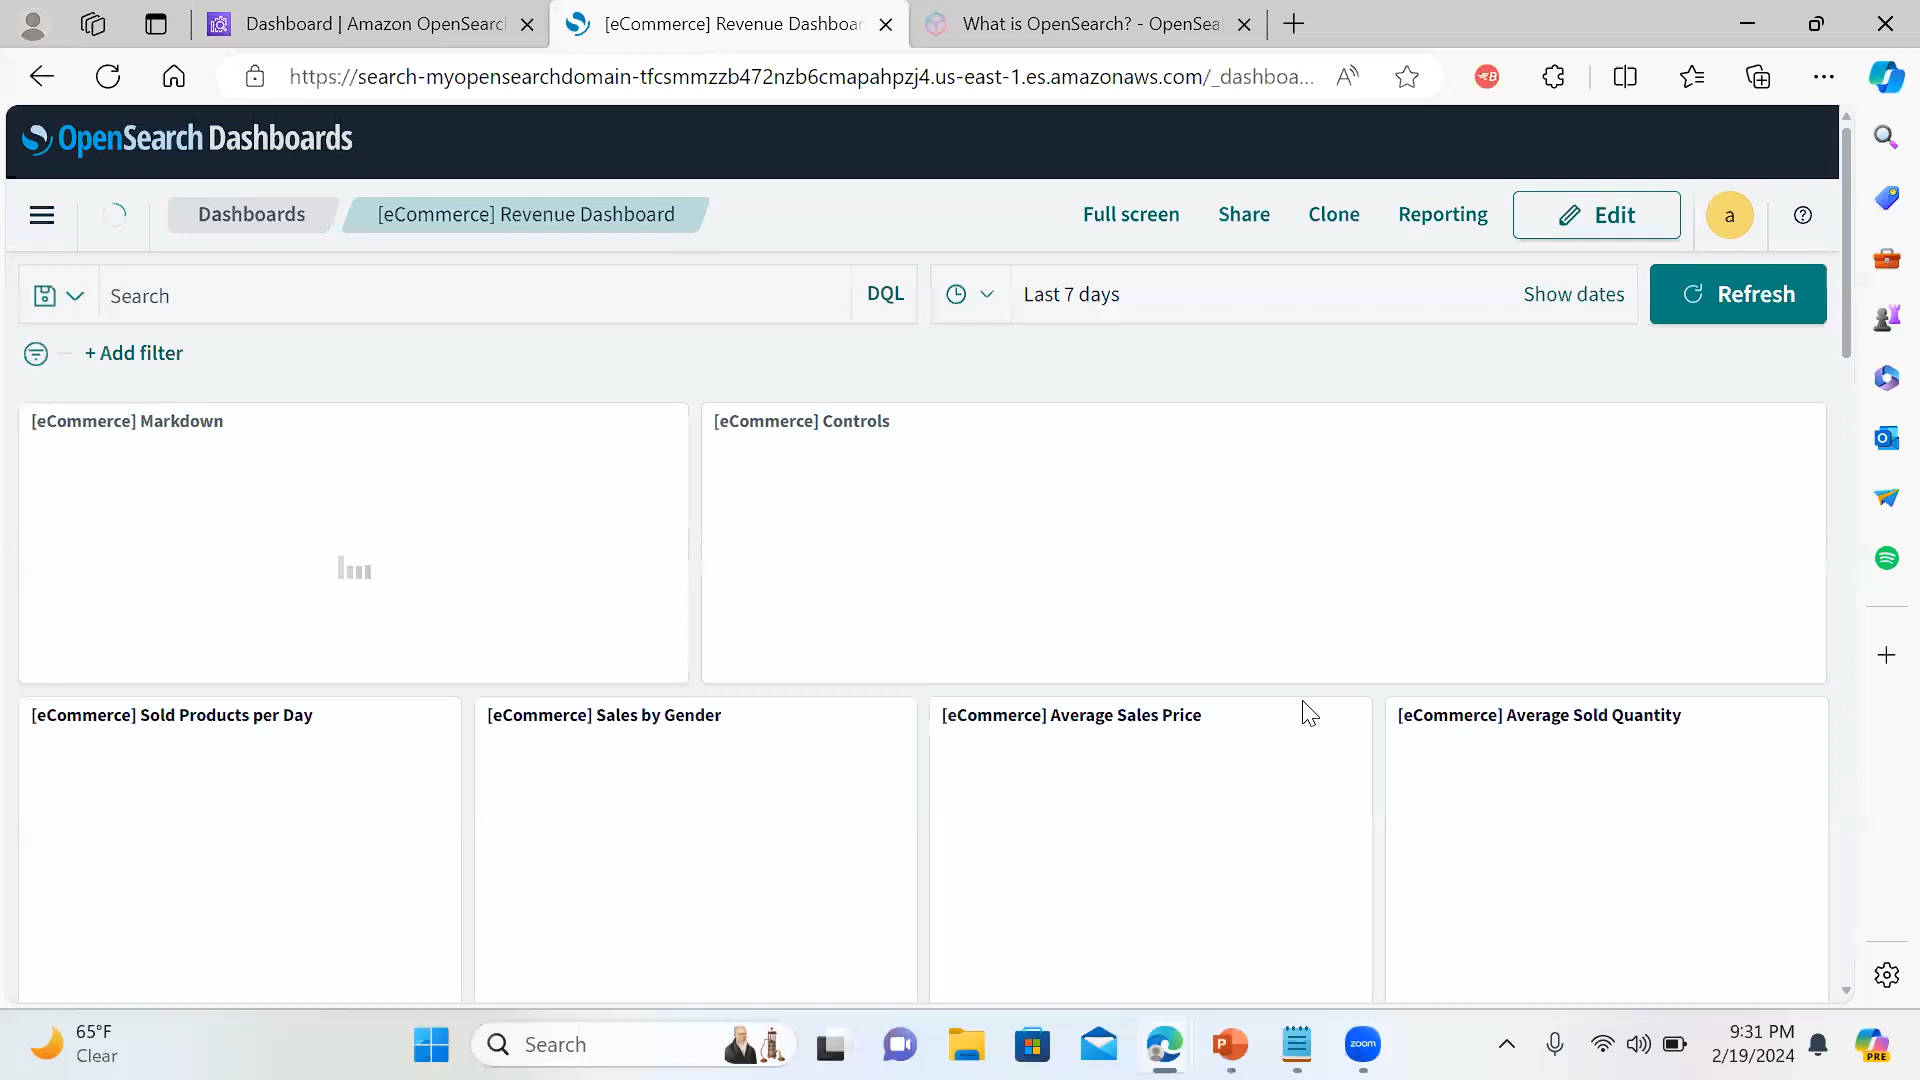 Dashboard | Amazon OpenSearc
[eCommerce] Revenue Dashboar
What is OpenSearch? - OpenSea
https://search-myopensearchdomain-tfcsmmzzb472nzb6cmapahpzj4.us-east-1.es.amazonaws.com/_dashboa...
OpenSearch Dashboards
Dashboards
[eCommerce] Revenue Dashboard
Full screen
Share
Clone
Reporting
Edit
a
Search
DQL
Last 7 days
Show dates
Refresh
+ Add filter
[eCommerce] Markdown
[eCommerce] Controls
[eCommerce] Sold Products per Day
[eCommerce] Sales by Gender
[eCommerce] Average Sales Price
[eCommerce] Average Sold Quantity
65°F
Clear
Search
zoom
9:31 PM
2/19/2024
PRE